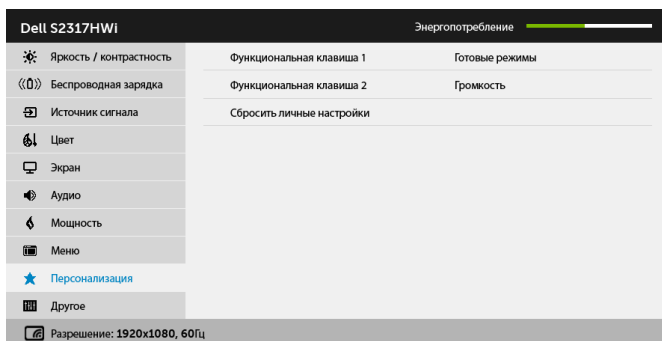 Dell S2317HWi Энергопотребление
Яркость / контрастность Функциональная клавиша 1 Готовые режимы
Беспроводная зарядка Функциональная клавиша 2 Громкость
Источник сигнала Сбросить личные настройки
Цвет
Экран
Аудио
Мощность
Меню
Персонализация
Другое
Разрешение: 1920x1080, 60Гц